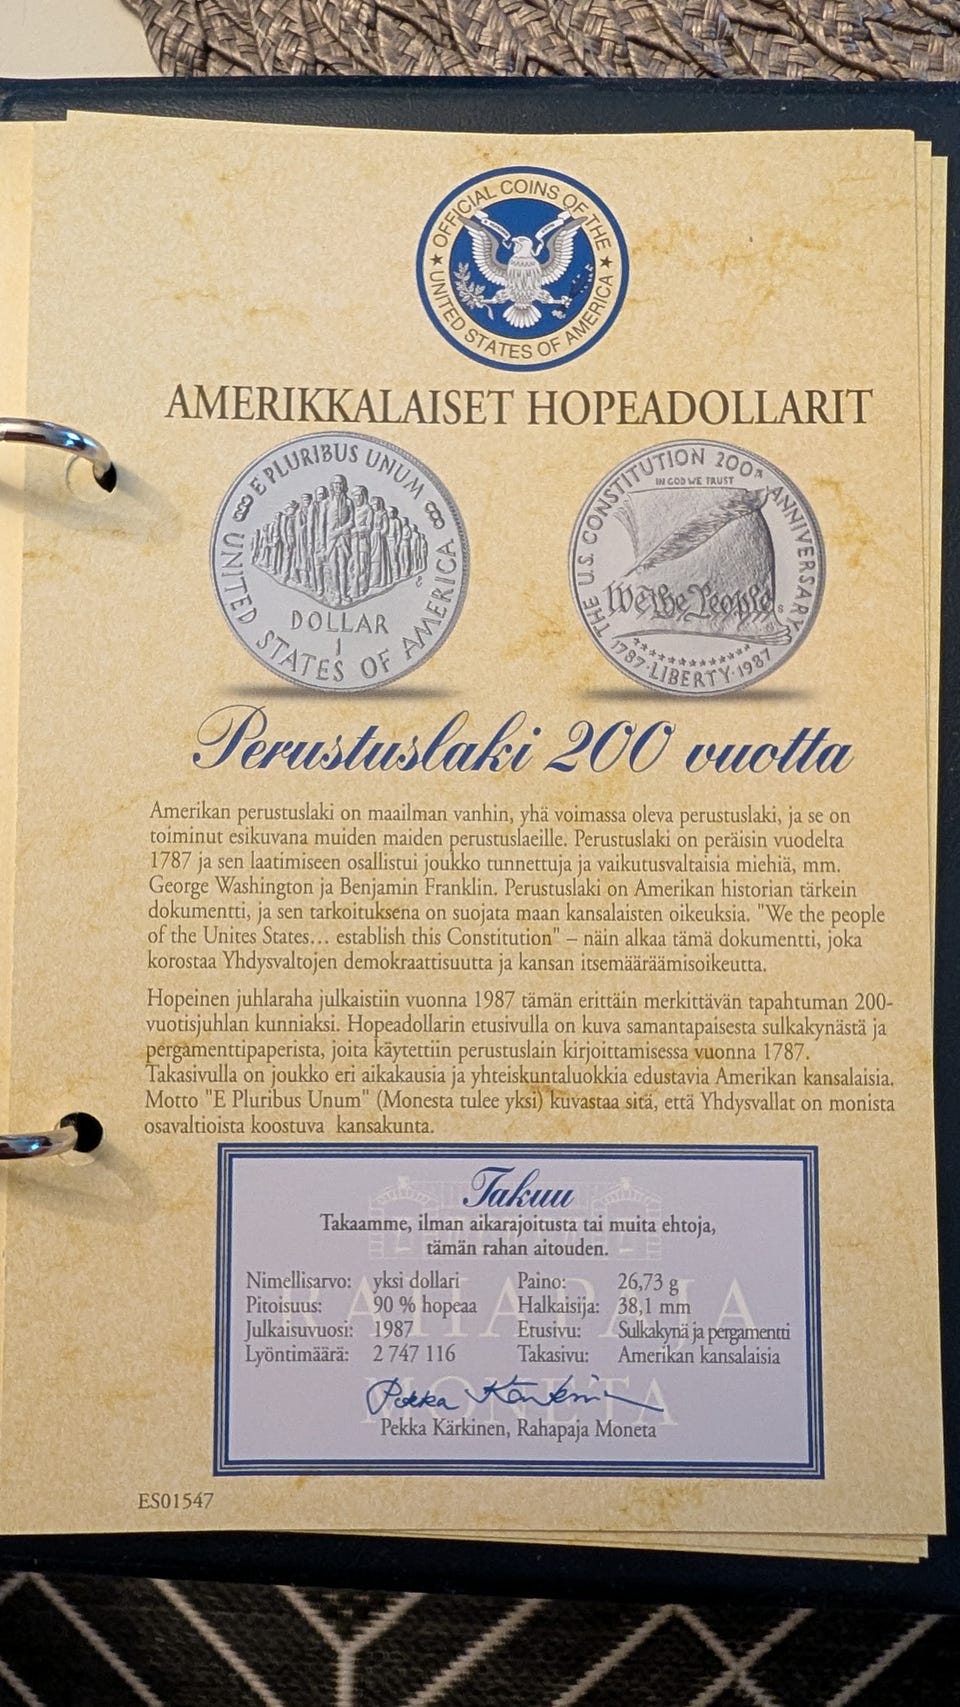 ★ OFFICIAL COINS OF THE ★
UNITED STATES OF AMERICA
AMERIKKALAISET HOPEADOLLARIT
E PLURIBUS UNUM
DOLLAR
1
UNITED STATES OF AMERICA
THE U.S. CONSTITUTION 200TH ANNIVERSARY
IN GOD WE TRUST
We the People
S
1787·LIBERTY·1987
Perustuslaki 200 vuotta
Amerikan perustuslaki on maailman vanhin, yhä voimassa oleva perustuslaki, ja se on
toiminut esikuvana muiden maiden perustuslaeille. Perustuslaki on peräisin vuodelta
1787 ja sen laatimiseen osallistui joukko tunnettuja ja vaikutusvaltaisia miehiä, mm.
George Washington ja Benjamin Franklin. Perustuslaki on Amerikan historian tärkein
dokumentti, ja sen tarkoituksena on suojata maan kansalaisten oikeuksia. "We the people
of the Unites States... establish this Constitution" – näin alkaa tämä dokumentti, joka
korostaa Yhdysvaltojen demokraattisuutta ja kansan itsemääräämisoikeutta.
Hopeinen juhlaraha julkaistiin vuonna 1987 tämän erittäin merkittävän tapahtuman 200-
vuotisjuhlan kunniaksi. Hopeadollarin etusivulla on kuva samantapaisesta sulkakynästä ja
pergamenttipaperista, joita käytettiin perustuslain kirjoittamisessa vuonna 1787.
Takasivulla on joukko eri aikakausia ja yhteiskuntaluokkia edustavia Amerikan kansalaisia.
Motto "E Pluribus Unum" (Monesta tulee yksi) kuvastaa sitä, että Yhdysvallat on monista
osavaltioista koostuva kansakunta.
Takuu
Takaamme, ilman aikarajoitusta tai muita ehtoja,
tämän rahan aitouden.
Nimellisarvo: yksi dollari Paino: 26,73 g
Pitoisuus: 90 % hopeaa Halkaisija: 38,1 mm
Julkaisuvuosi: 1987 Etusivu: Sulkakynä ja pergamentti
Lyöntimäärä: 2 747 116 Takasivu: Amerikan kansalaisia
RAHAPAJA
MONETA
Pekka Kärkinen
Pekka Kärkinen, Rahapaja Moneta
ES01547